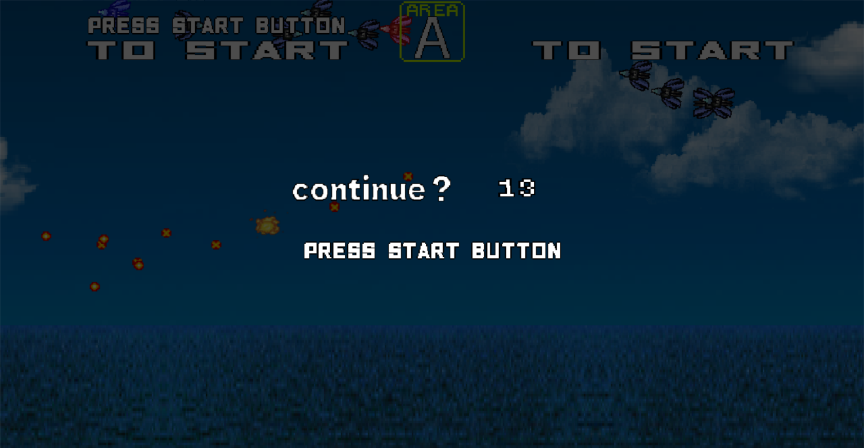 PRESS START BUTTON
TO START
AREA
A
TO START
continue? 13
PRESS START BUTTON